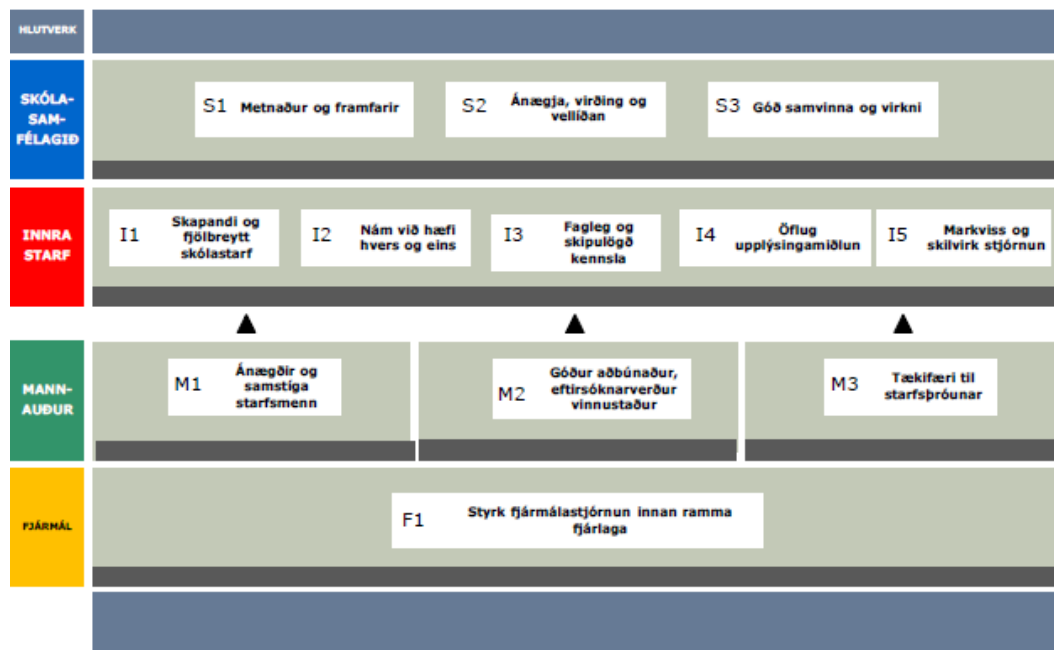 HLUTVERK
SKÓLA-
SAM-
FÉLAGIÐ
S1 Metnaður og framfarir
S2 Ánægja, virðing og
vellíðan
S3 Góð samvinna og virkni
INNRA
STARF
I1 Skapandi og
fjölbreytt
skólastarf
I2 Nám við hæfi
hvers og eins
I3 Fagleg og
skipulögð
kennsla
I4 Öflug
upplýsingamiðlun
I5 Markviss og
skilvirk stjórnun
MANN-
AUÐUR
M1 Ánægðir og
samstíga
starfsmenn
M2 Góður aðbúnaður,
eftirsóknarverður
vinnustaður
M3 Tækifæri til
starfsþróunar
FJÁRMÁL
F1 Styrk fjármálastjórnun innan ramma
fjárlaga